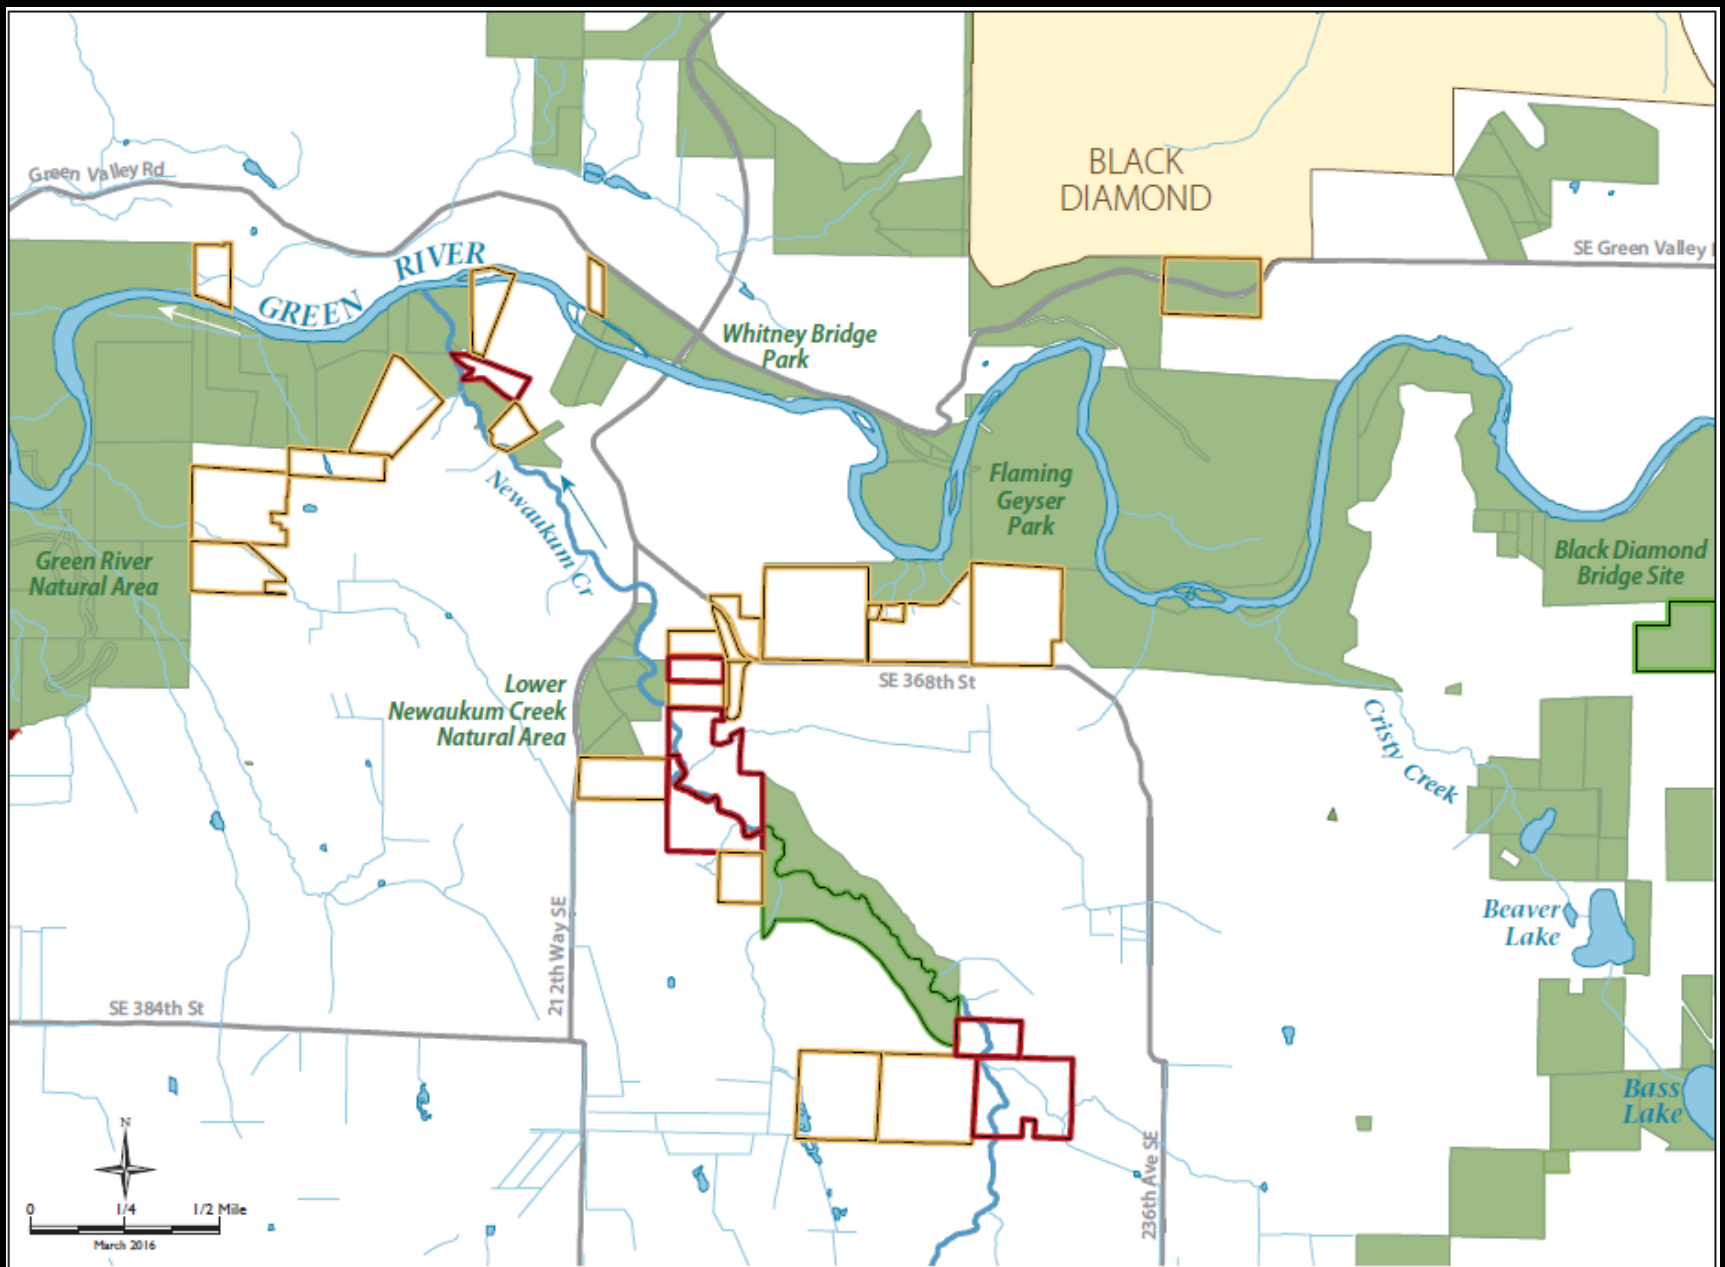 BLACK
DIAMOND
Green Valley Rd
SE Green Valley
GREEN
RIVER
Whitney Bridge
Park
Flaming
Geyser
Park
Newaukum Cr
Green River
Natural Area
Black Diamond
Bridge Site
Lower
Newaukum Creek
Natural Area
SE 368th St
Cristy Creek
Beaver
Lake
212th Way SE
SE 384th St
Bass
Lake
236th Ave SE
N
0 1/4 1/2 Mile
March 2016